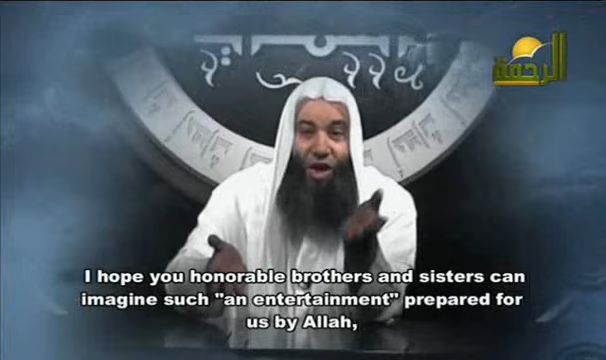 الرحمة
I hope you honorable brothers and sisters can
imagine such "an entertainment" prepared for
us by Allah,